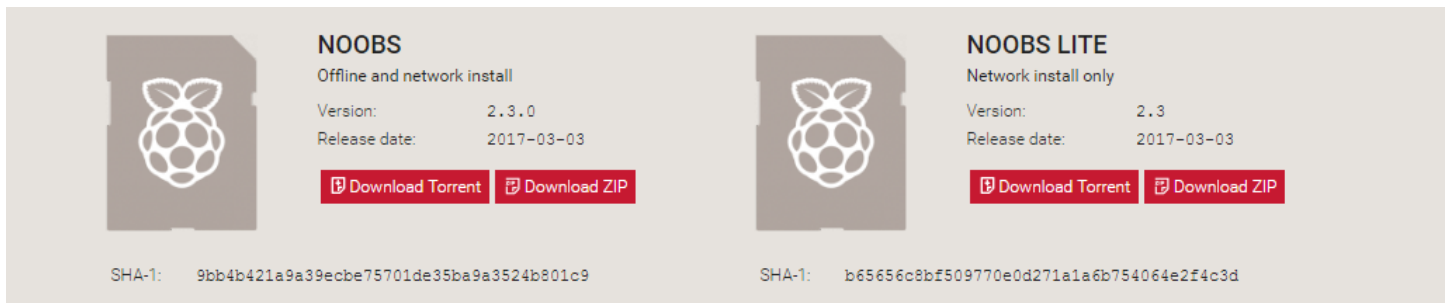 NOOBS
Offline and network install
Version: 2.3.0
Release date: 2017-03-03
Download Torrent Download ZIP
SHA-1: 9bb4b421a9a39ecbe75701de35ba9a3524b801c9
NOOBS LITE
Network install only
Version: 2.3
Release date: 2017-03-03
Download Torrent Download ZIP
SHA-1: b65656c8bf509770e0d271a1a6b754064e2f4c3d